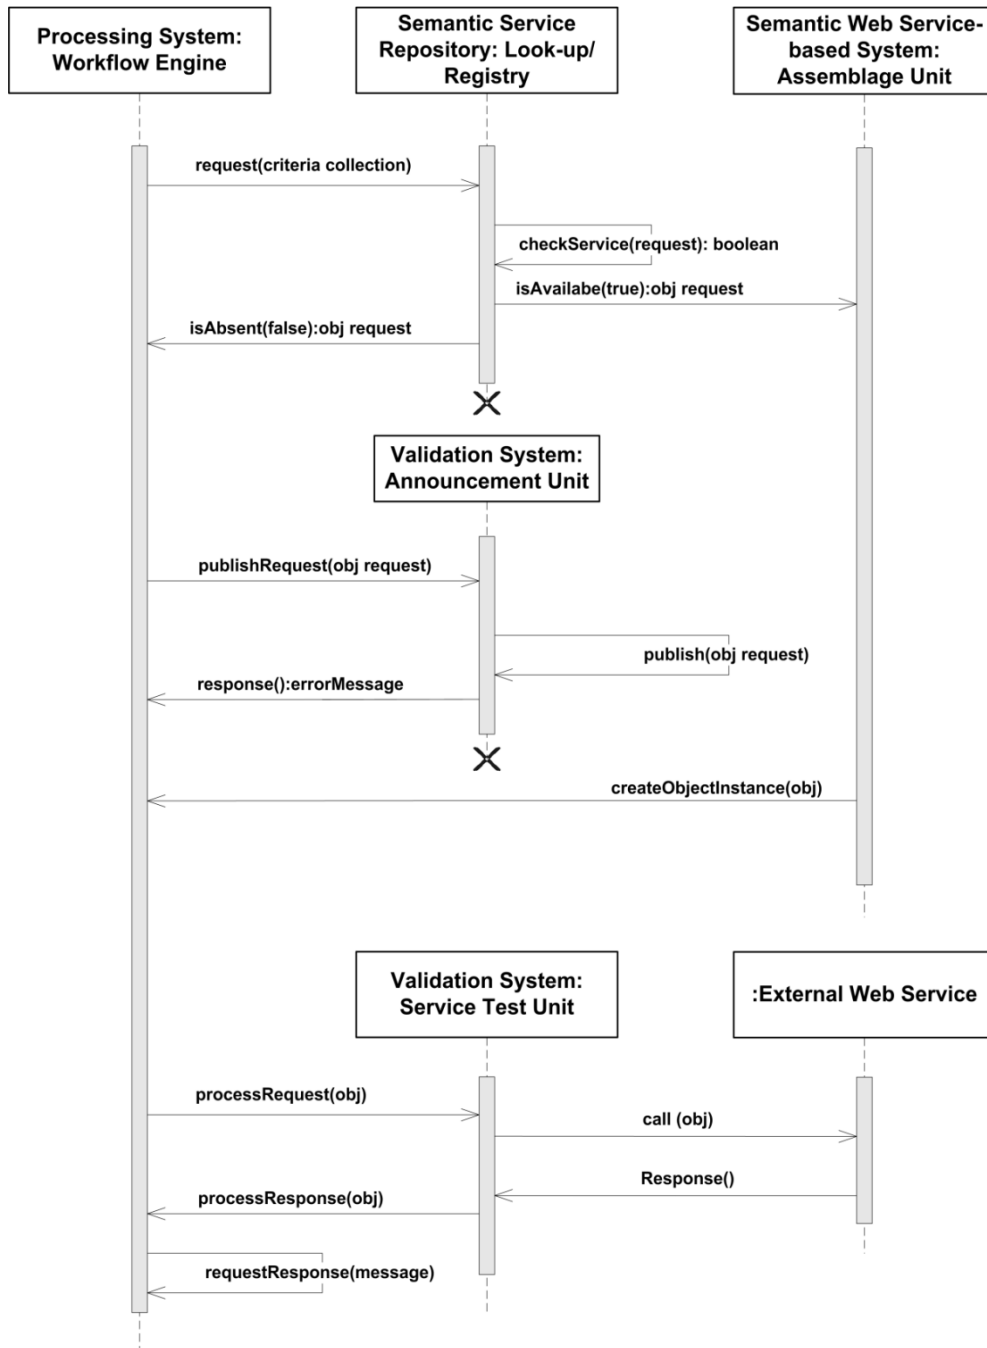 Processing System:
Workflow Engine
Semantic Service
Repository: Look-up/
Registry
Semantic Web Service-
based System:
Assemblage Unit
request(criteria collection)
checkService(request): boolean
isAvailabe(true):obj request
isAbsent(false):obj request
Validation System:
Announcement Unit
publishRequest(obj request)
publish(obj request)
response():errorMessage
createObjectInstance(obj)
Validation System:
Service Test Unit
:External Web Service
processRequest(obj)
call (obj)
Response()
processResponse(obj)
requestResponse(message)